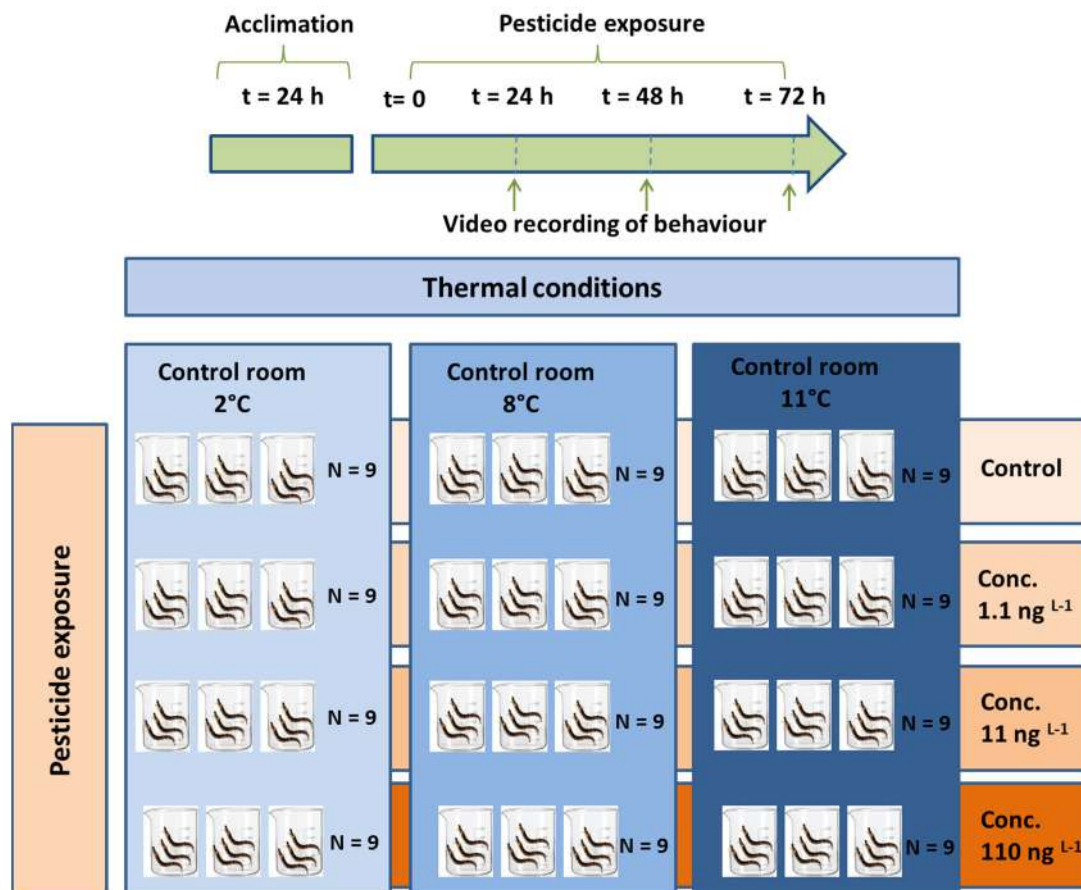 Acclimation
Pesticide exposure
t = 24 h
t= 0
t = 24 h
t = 48 h
t = 72 h
Video recording of behaviour
Thermal conditions
Control room
2°C
Control room
8°C
Control room
11°C
Pesticide exposure
N = 9
N = 9
N = 9
Control
N = 9
N = 9
N = 9
Conc.
1.1 ng L-1
N = 9
N = 9
N = 9
Conc.
11 ng L-1
N = 9
N = 9
N = 9
Conc.
110 ng L-1